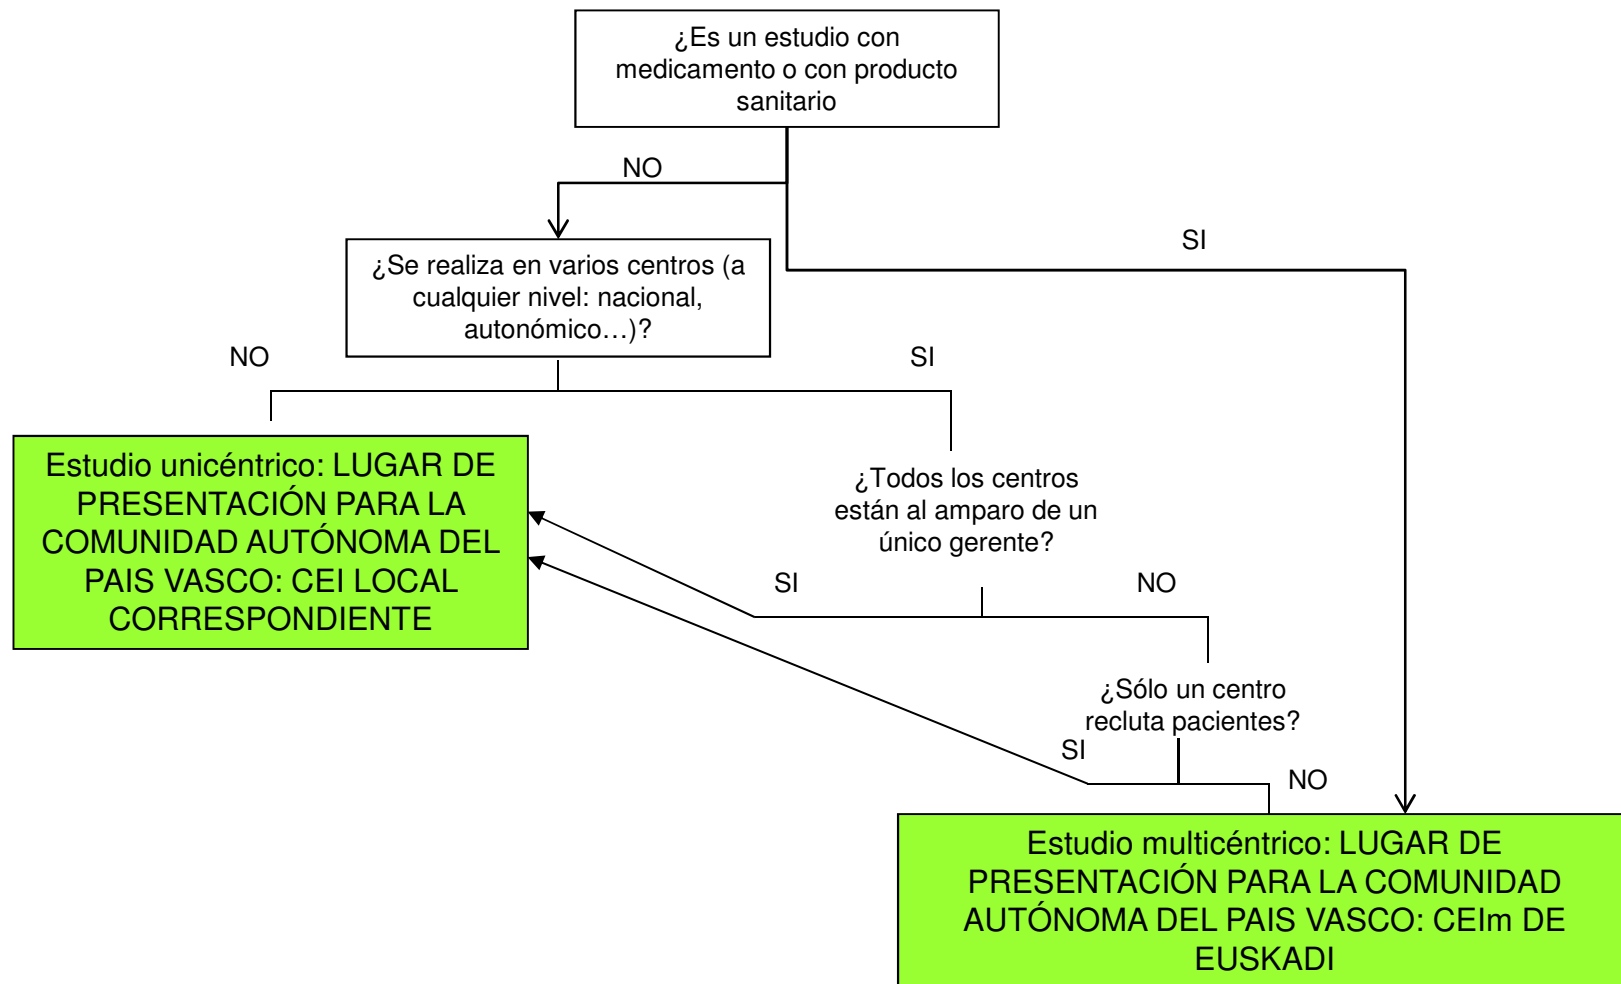 ¿Es un estudio con
medicamento o con producto
sanitario
NO
SI
¿Se realiza en varios centros (a
cualquier nivel: nacional,
autonómico…)?
NO
SI
Estudio unicéntrico: LUGAR DE
PRESENTACIÓN PARA LA
COMUNIDAD AUTÓNOMA DEL
PAIS VASCO: CEI LOCAL
CORRESPONDIENTE
¿Todos los centros
están al amparo de un
único gerente?
SI
NO
¿Sólo un centro
recluta pacientes?
SI
NO
Estudio multicéntrico: LUGAR DE
PRESENTACIÓN PARA LA COMUNIDAD
AUTÓNOMA DEL PAIS VASCO: CEIm DE
EUSKADI